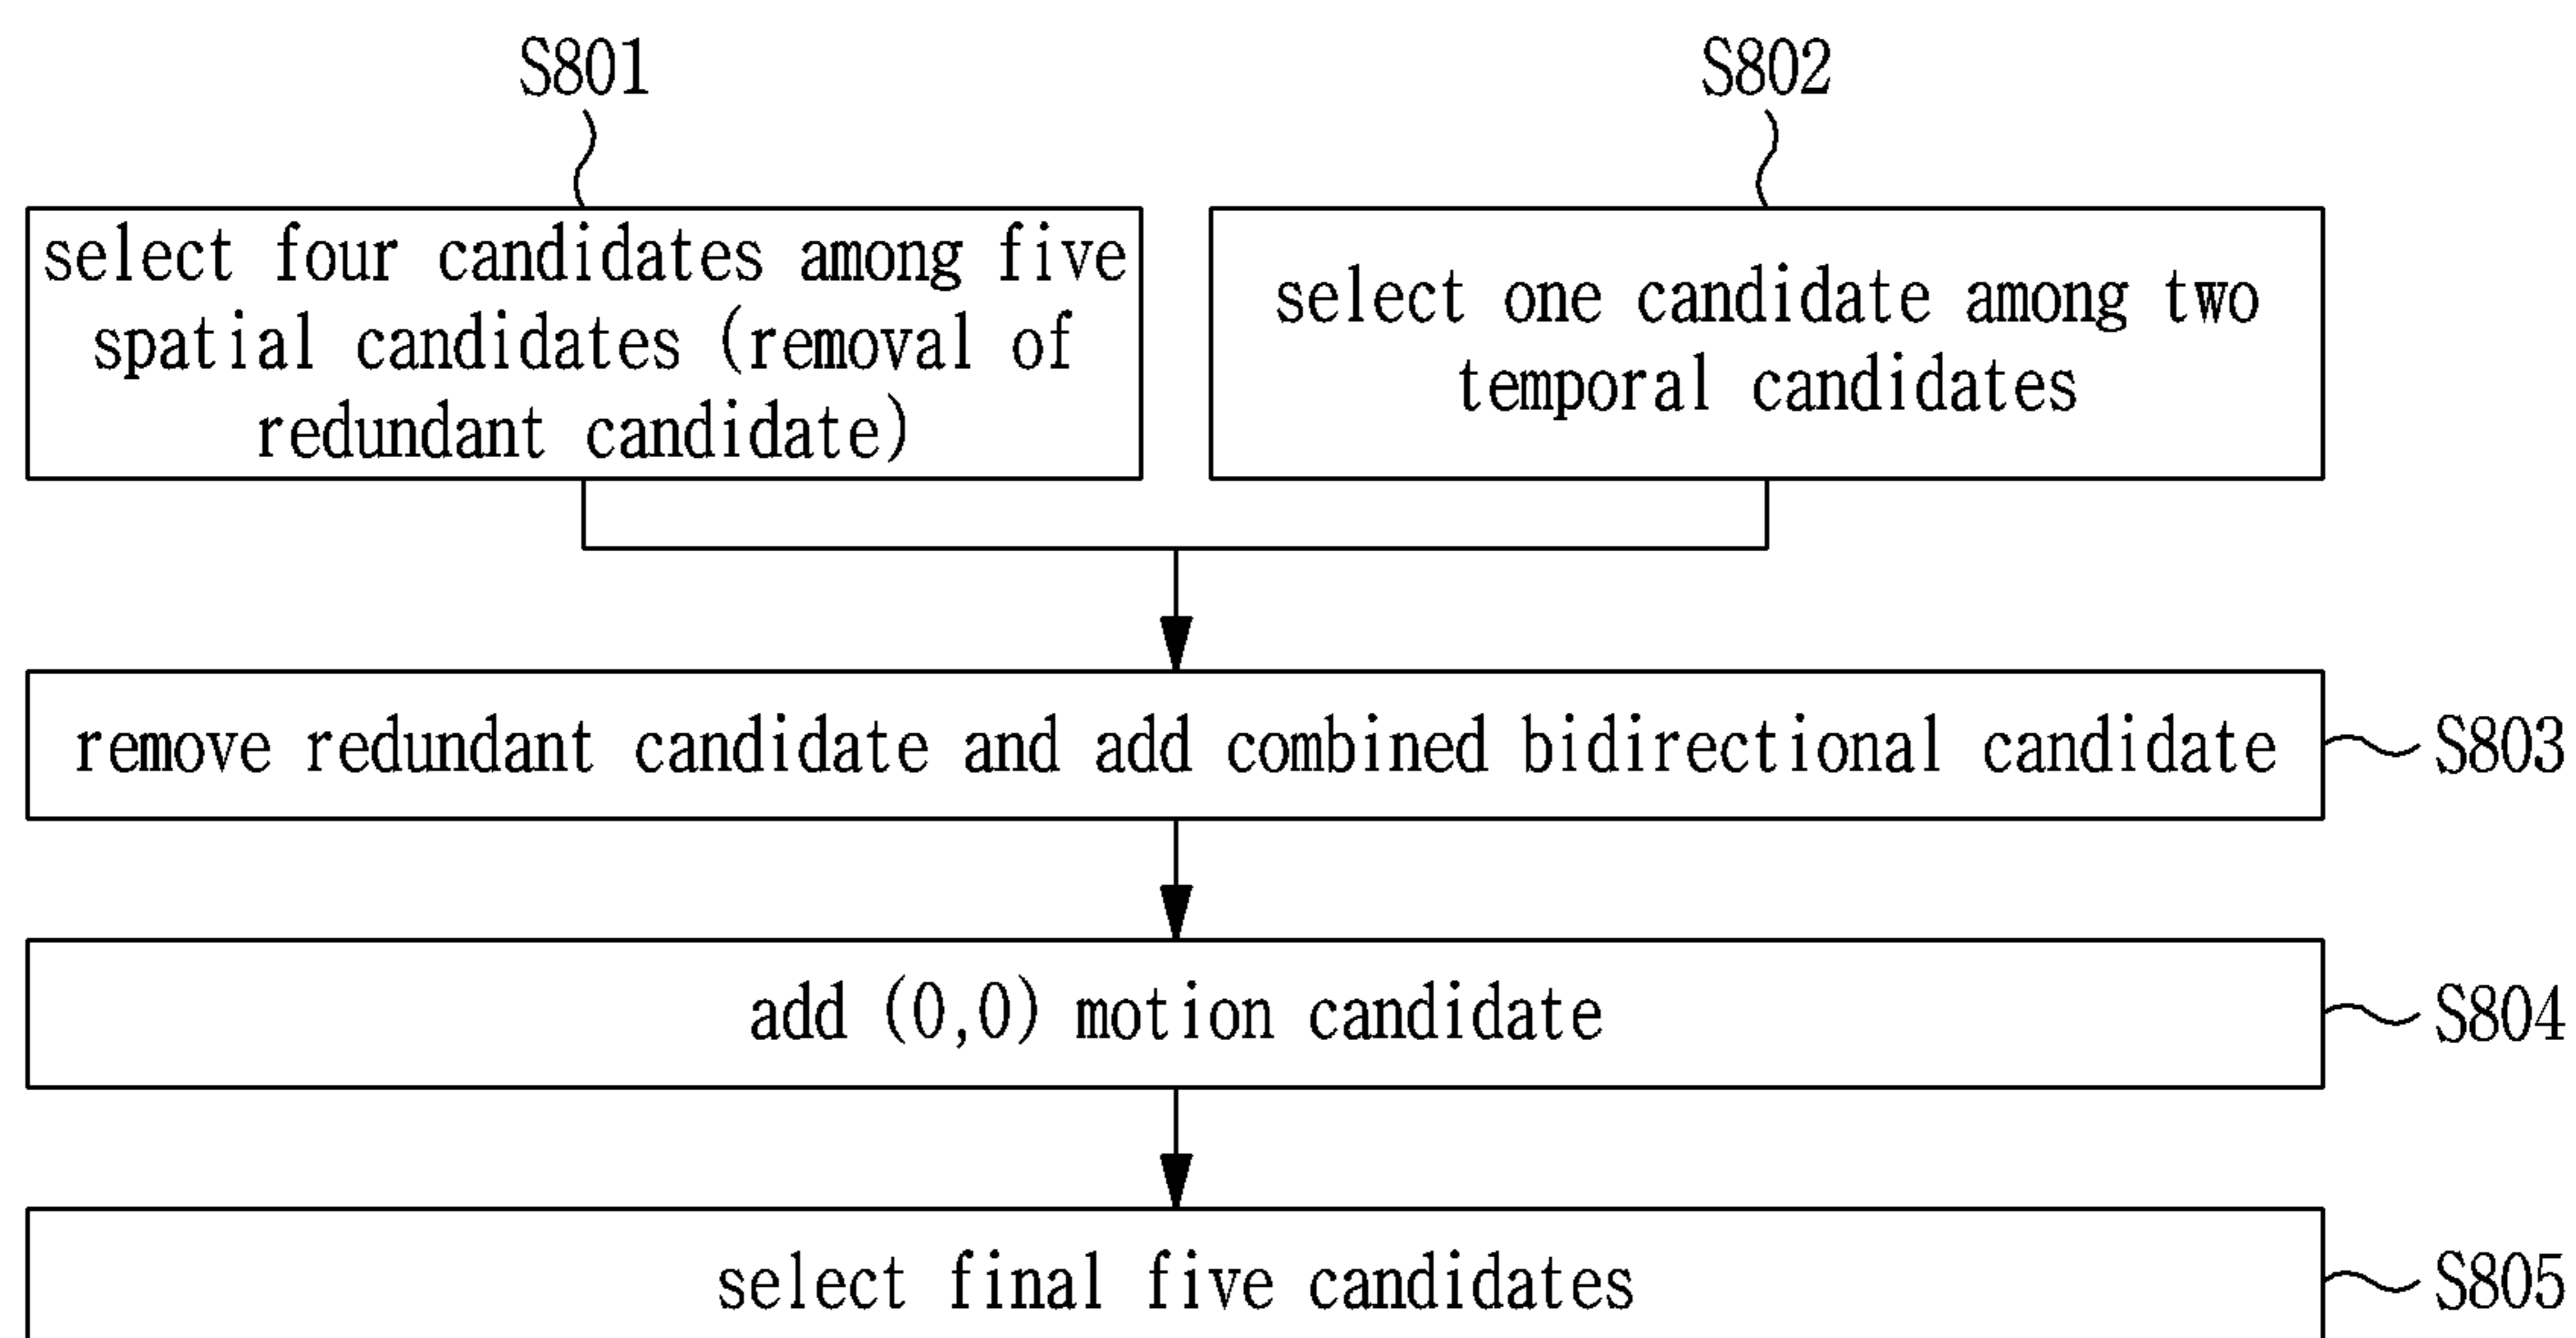 S801
S802
select four candidates among five
spatial candidates (removal of
redundant candidate)
select one candidate among two
temporal candidates
remove redundant candidate and add combined bidirectional candidate
S803
add (0,0) motion candidate
S804
select final five candidates
S805